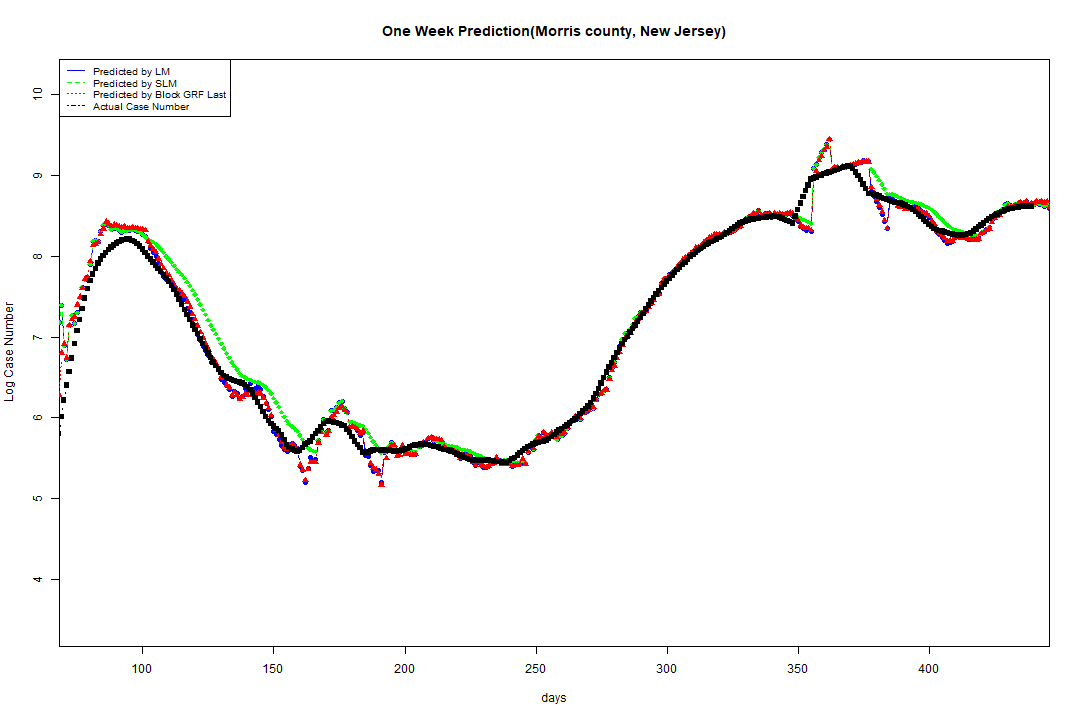 One Week Prediction(Morris county, New Jersey)
Predicted by LM
Predicted by SLM
Predicted by Block GRF Last
Actual Case Number
10
9
8
7
6
5
4
Log Case Number
100 150 200 250 300 350 400
days